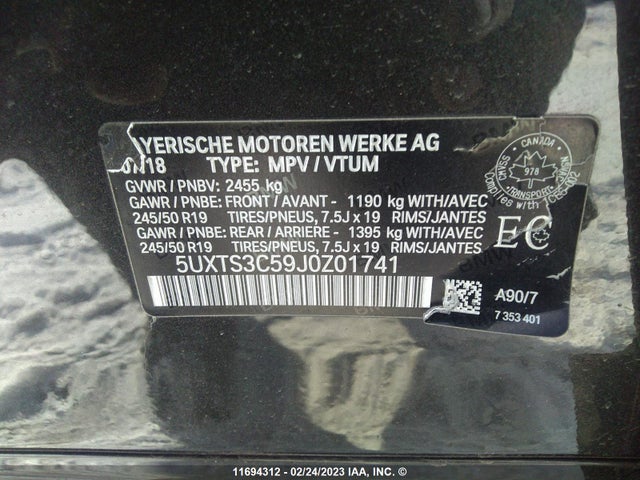 YERISCHE MOTOREN WERKE AG
/18 TYPE: MPV / VTUM
GVWR / PNBV: 2455 kg
GAWR / PNBE: FRONT / AVANT - 1190 kg WITH/AVEC
245/50 R19 TIRES/PNEUS, 7.5J x 19 RIMS/JANTES
GAWR / PNBE: REAR / ARRIERE - 1395 kg WITH/AVEC
245/50 R19 TIRES/PNEUS, 7.5J x 19 RIMS/JANTES
5UXTS3C59J0Z01741
CANADA
978
EC
A90/7
7 353 401
11694312 - 02/24/2023 IAA, INC. ©